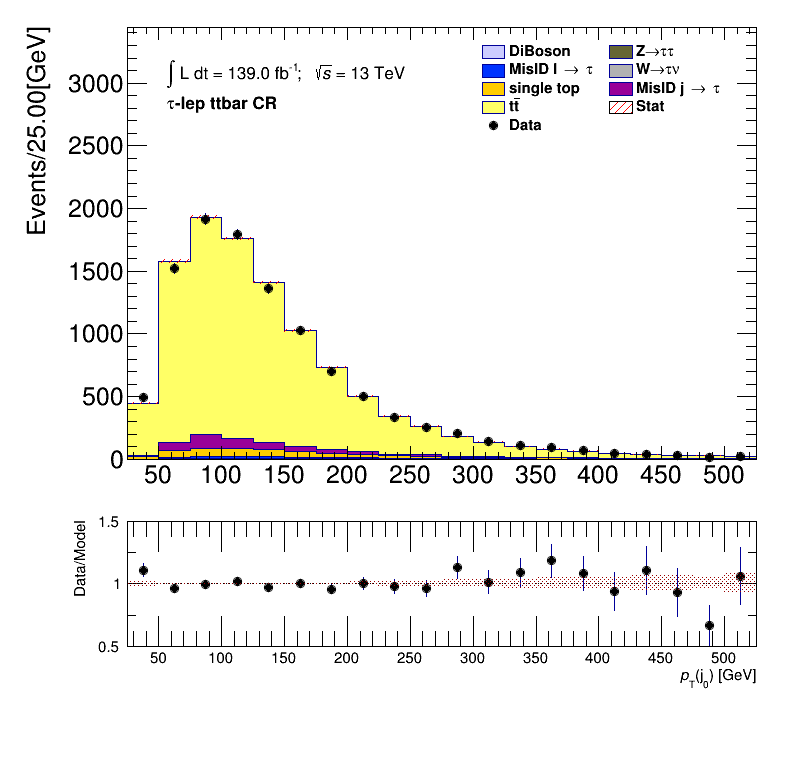 DiBoson
MisID l → τ
single top
tt̄
Data
Z→ττ
W→τν
MisID j → τ
Stat
∫ L dt = 139.0 fb⁻¹; √s = 13 TeV
τ-lep ttbar CR
Events/25.00[GeV]
3000
2500
2000
1500
1000
500
0
50 100 150 200 250 300 350 400 450 500
Data/Model
1.5
1
0.5
50 100 150 200 250 300 350 400 450 500
p_T(j_0) [GeV]